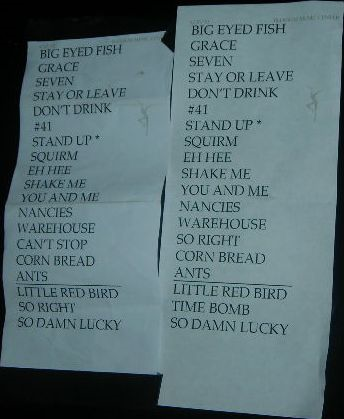 BIG EYED FISH
GRACE
SEVEN
STAY OR LEAVE
DON'T DRINK
#41
STAND UP *
SQUIRM
EH HEE
SHAKE ME
YOU AND ME
NANCIES
WAREHOUSE
CAN'T STOP
CORN BREAD
ANTS
LITTLE RED BIRD
SO RIGHT
SO DAMN LUCKY
BIG EYED FISH
GRACE
SEVEN
STAY OR LEAVE
DON'T DRINK
#41
STAND UP *
SQUIRM
EH HEE
SHAKE ME
YOU AND ME
NANCIES
WAREHOUSE
SO RIGHT
CORN BREAD
ANTS
LITTLE RED BIRD
TIME BOMB
SO DAMN LUCKY